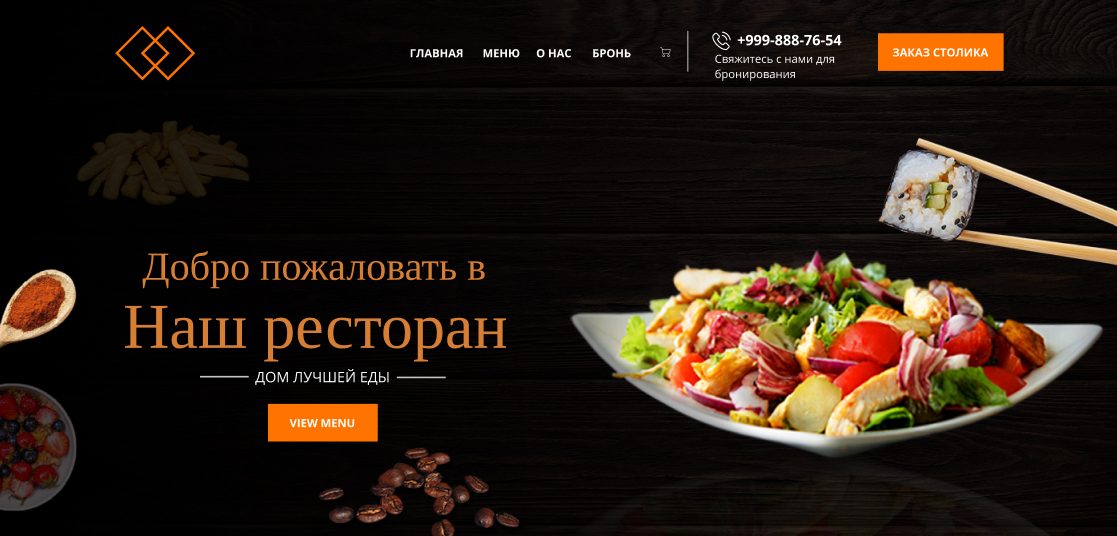 ГЛАВНАЯ МЕНЮ О НАС БРОНЬ
+999-888-76-54
Свяжитесь с нами для
бронирования
ЗАКАЗ СТОЛИКА
Добро пожаловать в
Наш ресторан
ДОМ ЛУЧШЕЙ ЕДЫ
VIEW MENU